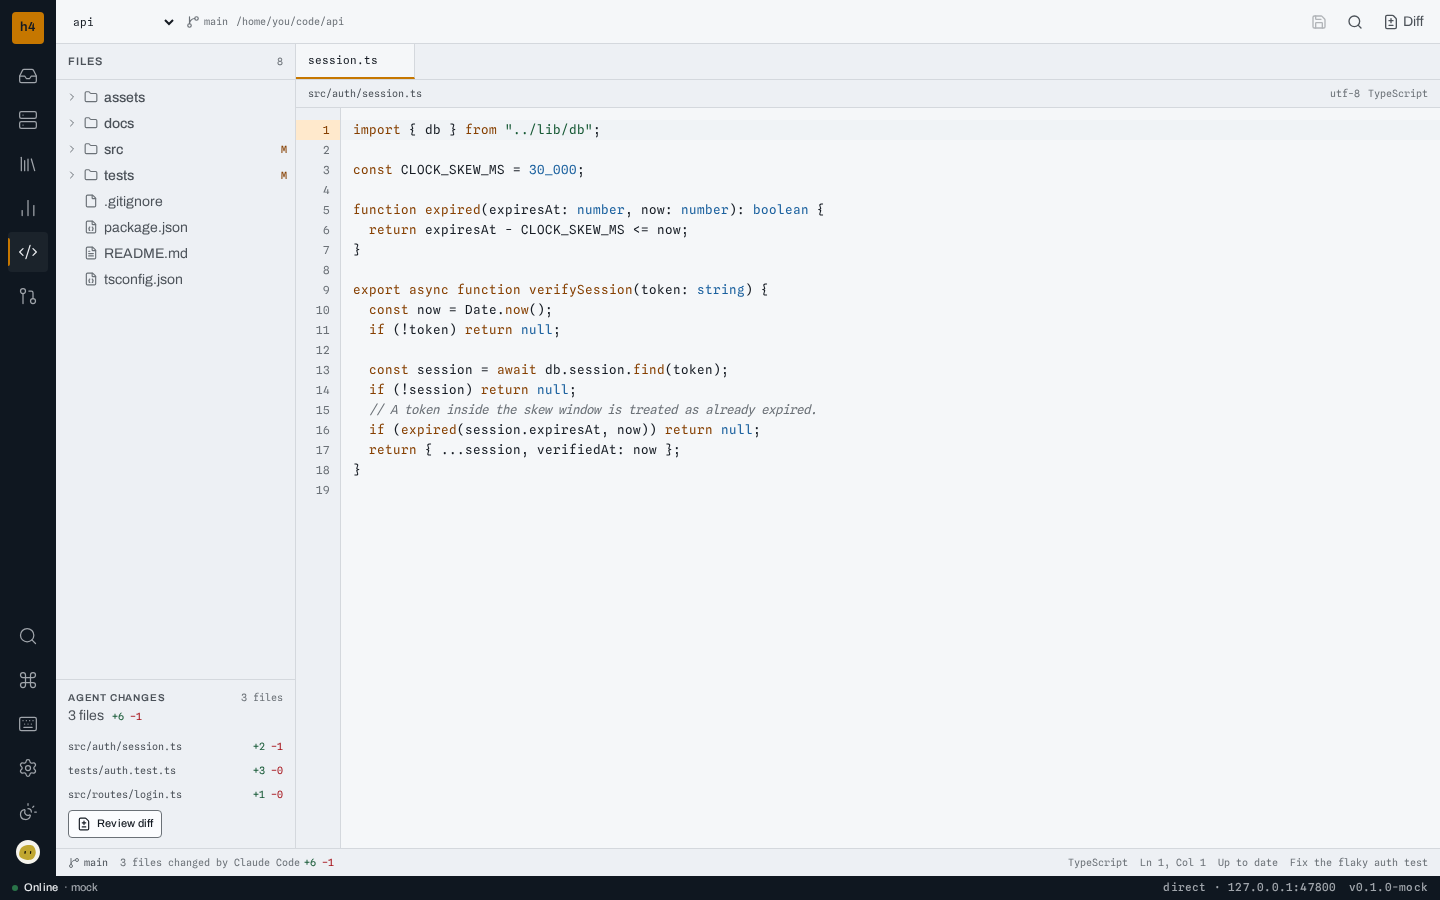 h4
api
main /home/you/code/api
Diff
FILES 8
assets
docs
src M
tests M
.gitignore
package.json
README.md
tsconfig.json
AGENT CHANGES 3 files
3 files +6 −1
src/auth/session.ts +2 −1
tests/auth.test.ts +3 −0
src/routes/login.ts +1 −0
Review diff
session.ts
src/auth/session.ts utf-8 TypeScript
1 import { db } from "../lib/db";
2
3 const CLOCK_SKEW_MS = 30_000;
4
5 function expired(expiresAt: number, now: number): boolean {
6 return expiresAt - CLOCK_SKEW_MS <= now;
7 }
8
9 export async function verifySession(token: string) {
10 const now = Date.now();
11 if (!token) return null;
12
13 const session = await db.session.find(token);
14 if (!session) return null;
15 // A token inside the skew window is treated as already expired.
16 if (expired(session.expiresAt, now)) return null;
17 return { ...session, verifiedAt: now };
18 }
19
main 3 files changed by Claude Code +6 −1
TypeScript Ln 1, Col 1 Up to date Fix the flaky auth test
Online · mock
direct · 127.0.0.1:47800 v0.1.0-mock